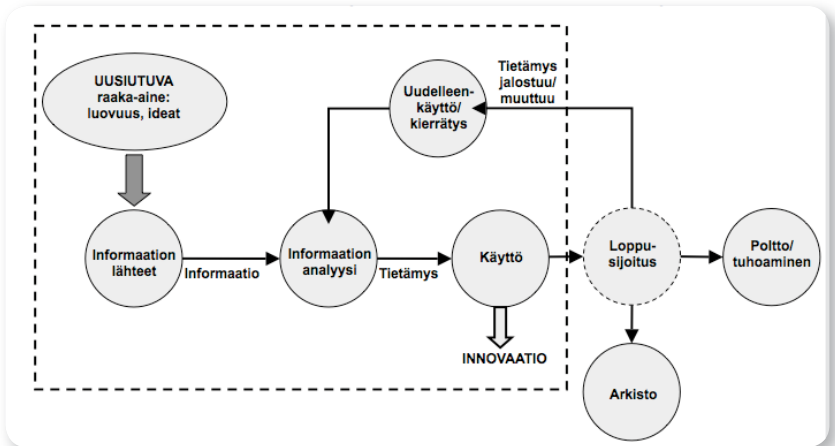 UUSIUTUVA
raaka-aine:
luovuus, ideat
Uudelleen-
käyttö/
kierrätys
Tietämys
jalostuu/
muuttuu
Informaation
lähteet
Informaatio
Informaation
analyysi
Tietämys
Käyttö
Loppu-
sijoitus
Poltto/
tuhoaminen
INNOVAATIO
Arkisto